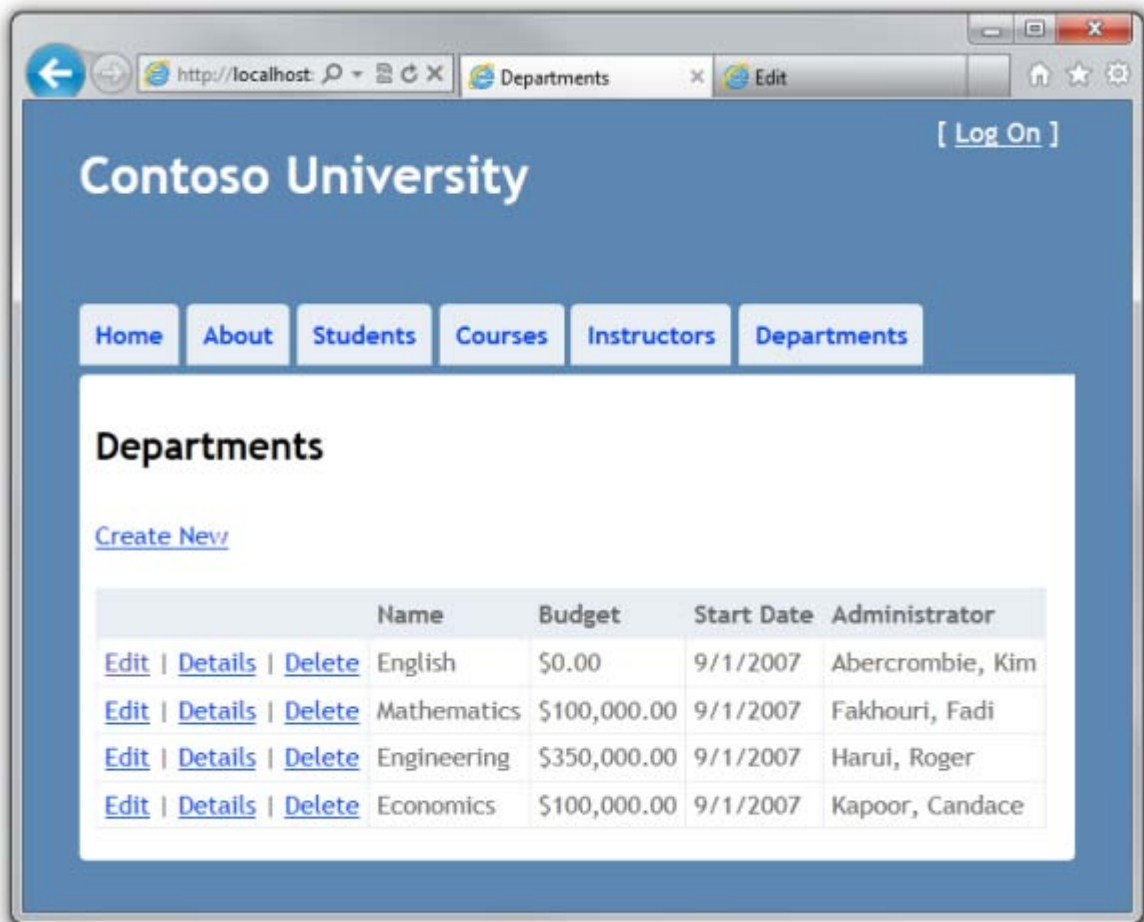 http://localhost:
Departments
Edit
[ Log On ]
Contoso University
Home About Students Courses Instructors Departments
Departments
Create New
Name Budget Start Date Administrator
Edit | Details | Delete English $0.00 9/1/2007 Abercrombie, Kim
Edit | Details | Delete Mathematics $100,000.00 9/1/2007 Fakhouri, Fadi
Edit | Details | Delete Engineering $350,000.00 9/1/2007 Harui, Roger
Edit | Details | Delete Economics $100,000.00 9/1/2007 Kapoor, Candace